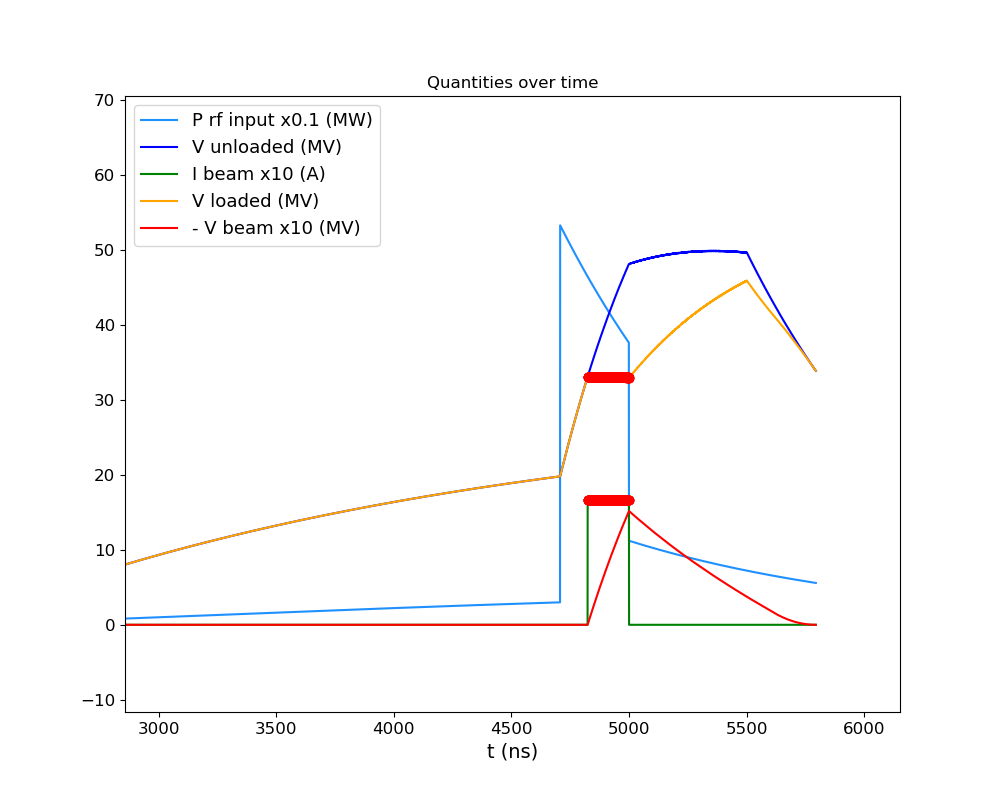 Quantities over time
70
60
50
40
30
20
10
0
−10
P rf input x0.1 (MW)
V unloaded (MV)
I beam x10 (A)
V loaded (MV)
- V beam x10 (MV)
3000 3500 4000 4500 5000 5500 6000
t (ns)